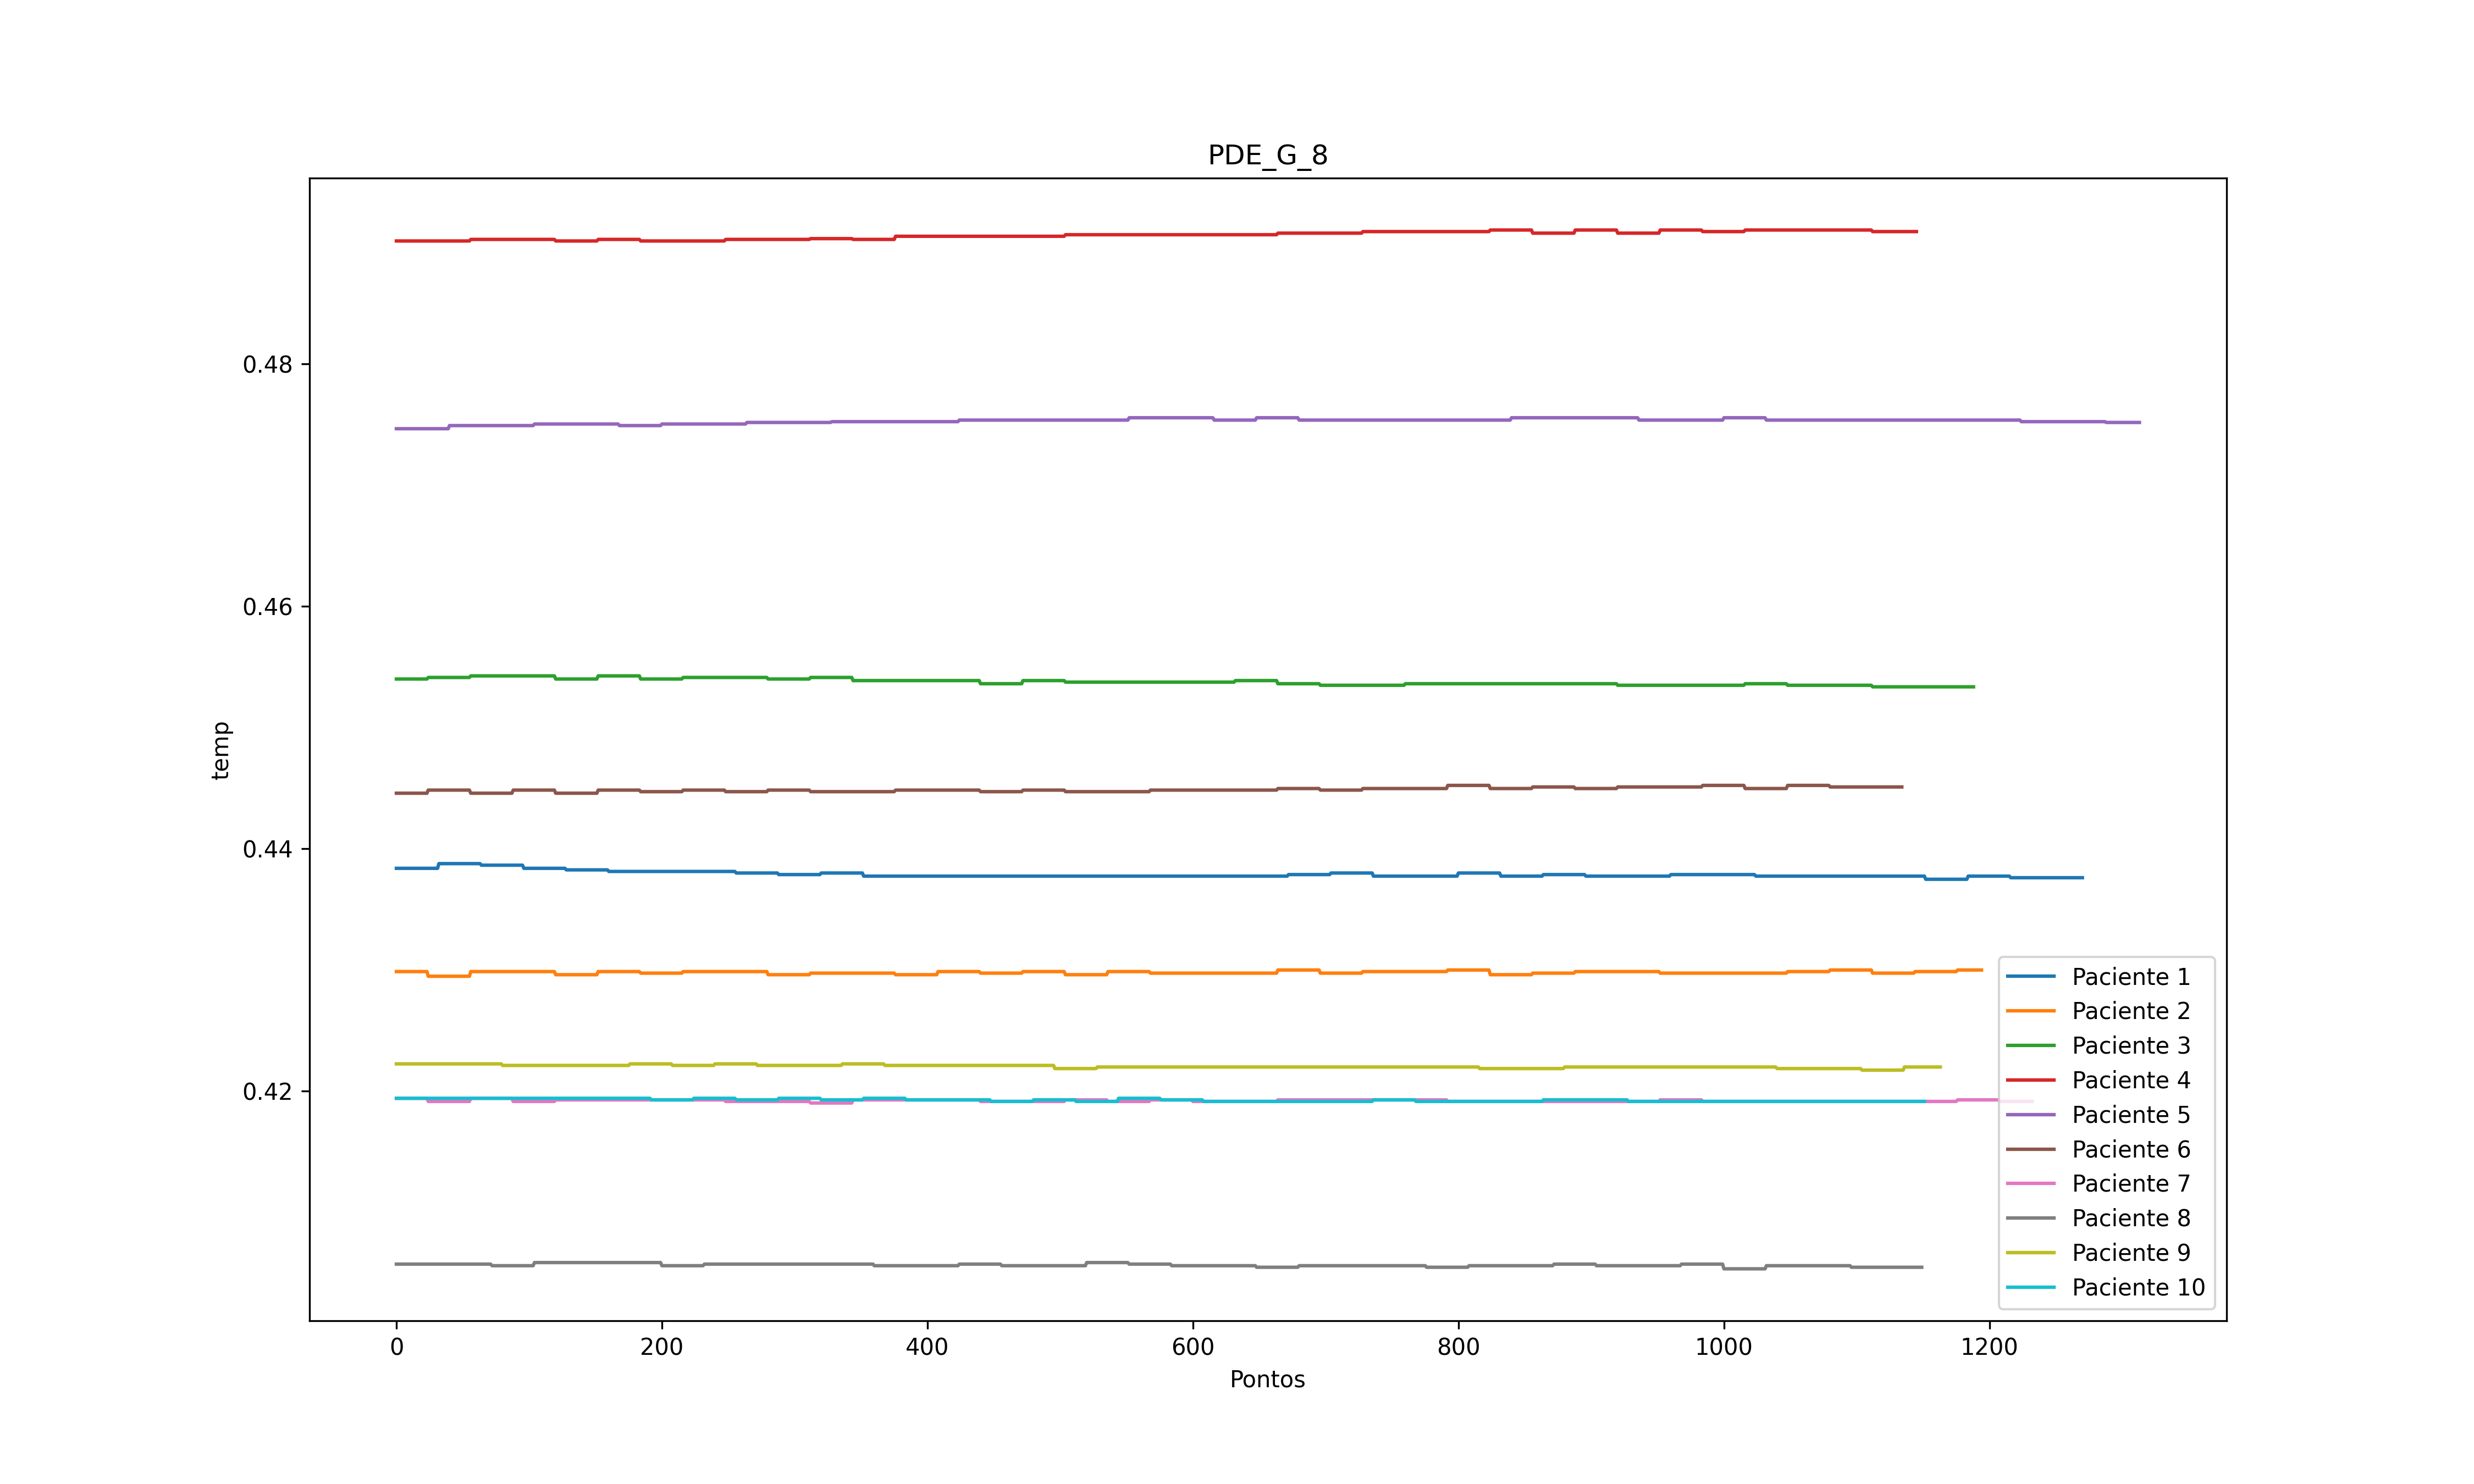 PDE_G_8
temp
0.48
0.46
0.44
0.42
0
200
400
600
800
1000
1200
Pontos
Paciente 1
Paciente 2
Paciente 3
Paciente 4
Paciente 5
Paciente 6
Paciente 7
Paciente 8
Paciente 9
Paciente 10